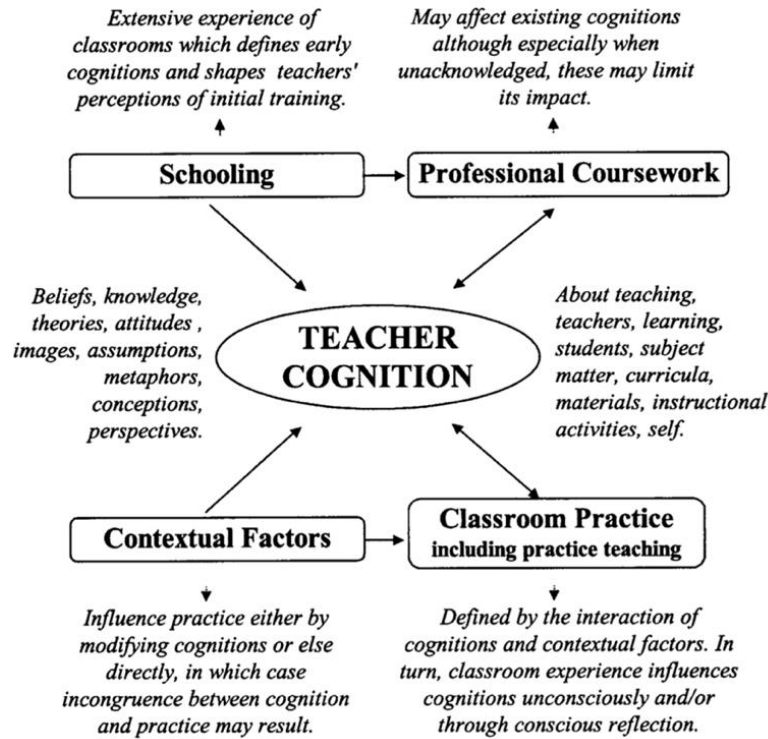 Extensive experience of
classrooms which defines early
cognitions and shapes teachers'
perceptions of initial training.
May affect existing cognitions
although especially when
unacknowledged, these may limit
its impact.
Schooling
Professional Coursework
Beliefs, knowledge,
theories, attitudes ,
images, assumptions,
metaphors,
conceptions,
perspectives.
TEACHER
COGNITION
About teaching,
teachers, learning,
students, subject
matter, curricula,
materials, instructional
activities, self.
Contextual Factors
Classroom Practice
including practice teaching
Influence practice either by
modifying cognitions or else
directly, in which case
incongruence between cognition
and practice may result.
Defined by the interaction of
cognitions and contextual factors. In
turn, classroom experience influences
cognitions unconsciously and/or
through conscious reflection.